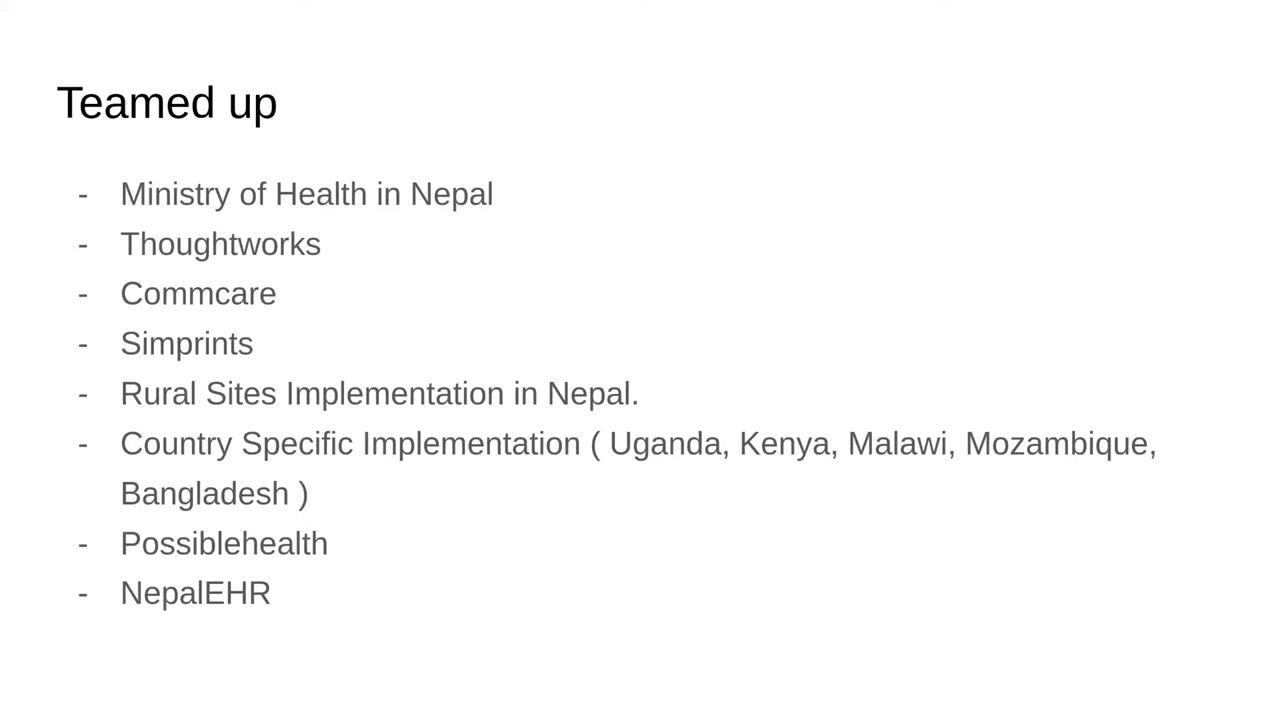 Teamed up
- Ministry of Health in Nepal
- Thoughtworks
- Commcare
- Simprints
- Rural Sites Implementation in Nepal.
- Country Specific Implementation ( Uganda, Kenya, Malawi, Mozambique,
Bangladesh )
- Possiblehealth
- NepalEHR